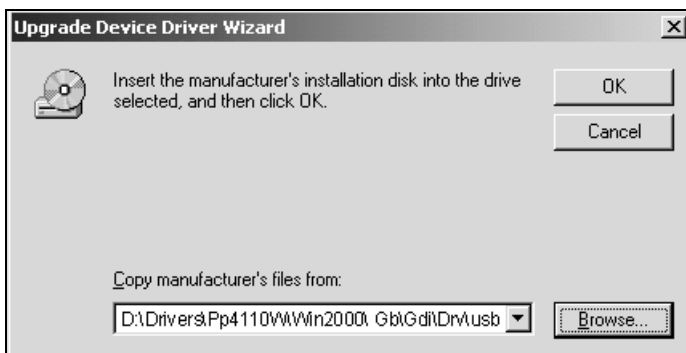 Upgrade Device Driver Wizard
Insert the manufacturer's installation disk into the drive
selected, and then click OK.
OK
Cancel
Copy manufacturer's files from:
D:\Drivers\Pp4110W\Win2000\ Gb\Gdi\Drv\usb
Browse...